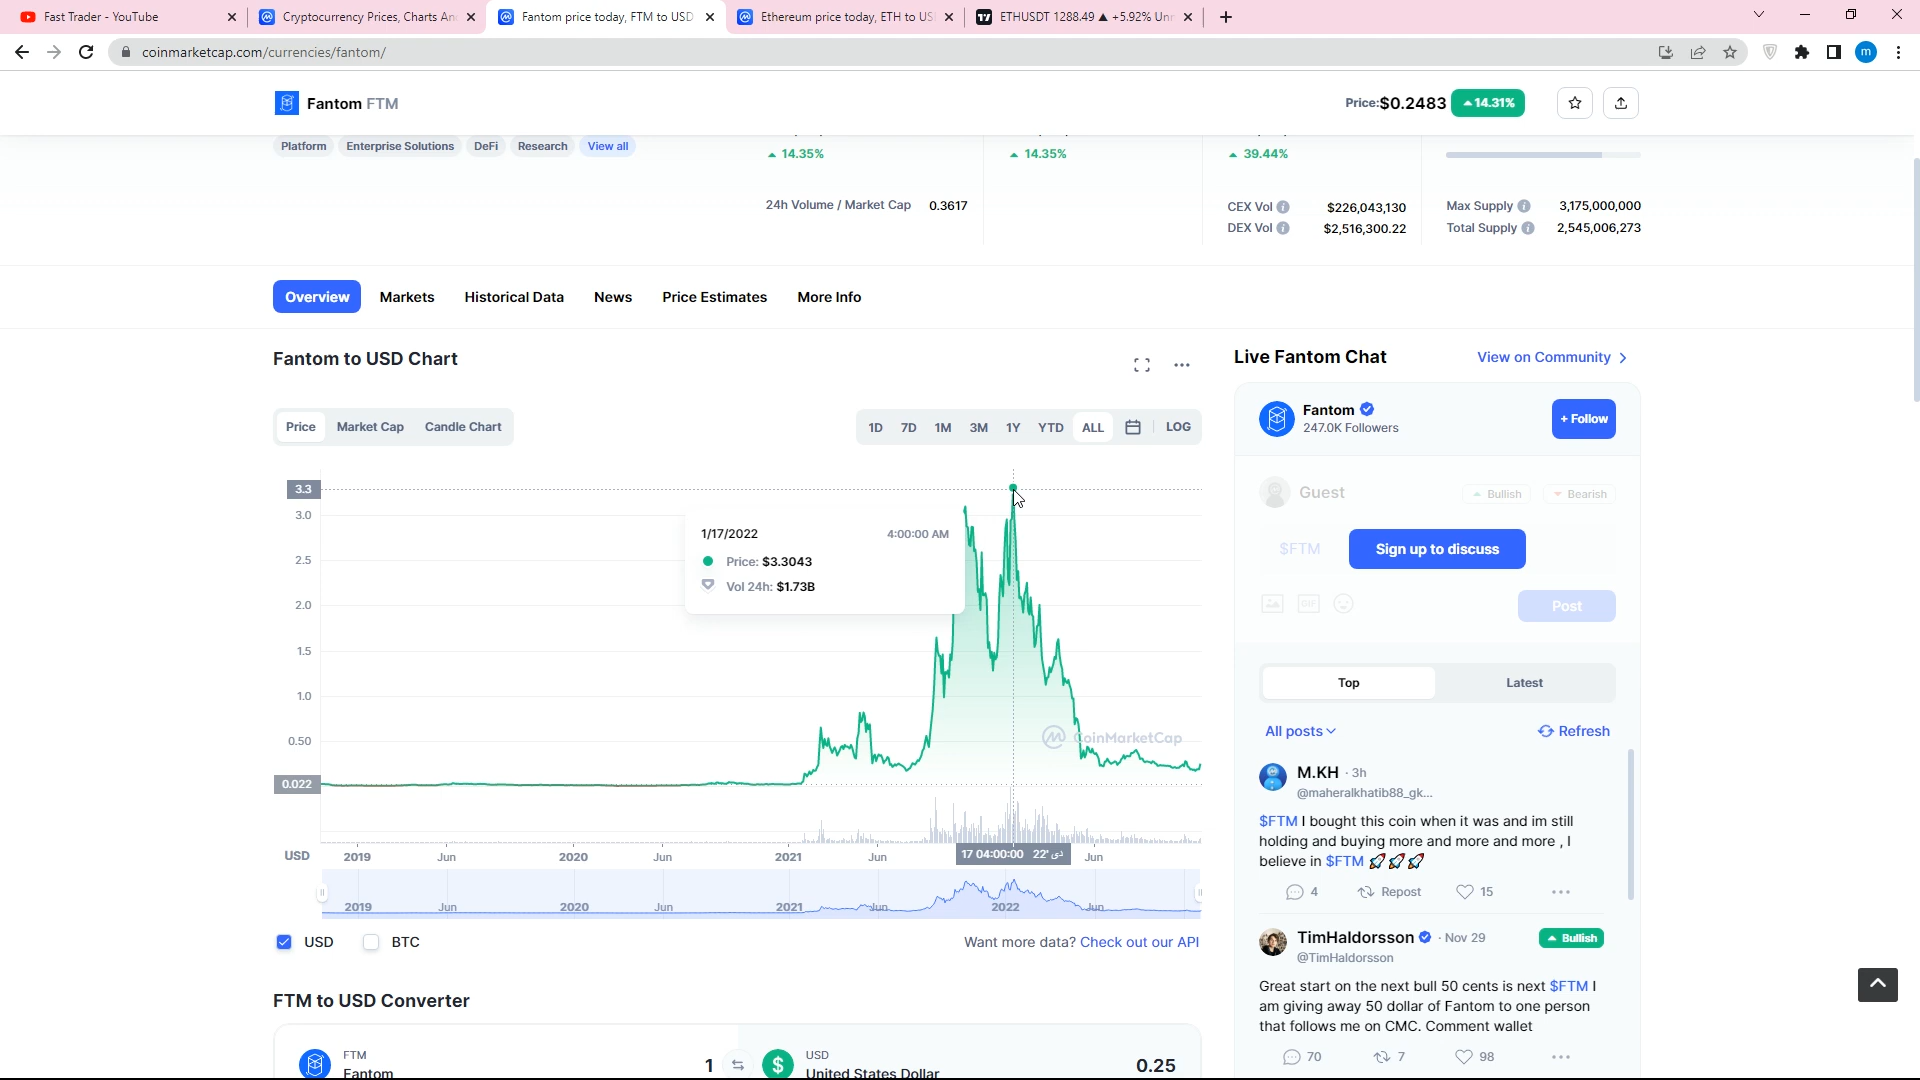 Fast Trader - YouTube
Cryptocurrency Prices, Charts An
Fantom price today, FTM to USD
Ethereum price today, ETH to US
ETHUSDT 1288.49 ▲ +5.92% Unn
coinmarketcap.com/currencies/fantom/
m
Fantom FTM
Price:$0.2483 14.31%
Platform Enterprise Solutions DeFi Research View all
14.35%
14.35%
39.44%
24h Volume / Market Cap 0.3617
CEX Vol $226,043,130
DEX Vol $2,516,300.22
Max Supply 3,175,000,000
Total Supply 2,545,006,273
Overview Markets Historical Data News Price Estimates More Info
Fantom to USD Chart
Price Market Cap Candle Chart
1D 7D 1M 3M 1Y YTD ALL LOG
3.3
3.0
2.5
2.0
1.5
1.0
0.50
0.022
1/17/2022 4:00:00 AM
Price: $3.3043
Vol 24h: $1.73B
CoinMarketCap
USD 2019 Jun 2020 Jun 2021 Jun 17 04:00:00 دی '22 Jun
2019 Jun 2020 Jun 2021 Jun 2022 Jun
USD BTC
Want more data? Check out our API
FTM to USD Converter
FTM
Fantom
1
USD
United States Dollar
0.25
Live Fantom Chat View on Community
Fantom
247.0K Followers
+ Follow
Guest Bullish Bearish
$FTM
Sign up to discuss
GIF
Post
Top Latest
All posts Refresh
M.KH · 3h
@maheralkhatib88_gk...
$FTM I bought this coin when it was and im still
holding and buying more and more and more , I
believe in $FTM 🚀🚀🚀
4 Repost 15
TimHaldorsson · Nov 29 Bullish
@TimHaldorsson
Great start on the next bull 50 cents is next $FTM I
am giving away 50 dollar of Fantom to one person
that follows me on CMC. Comment wallet
70 7 98